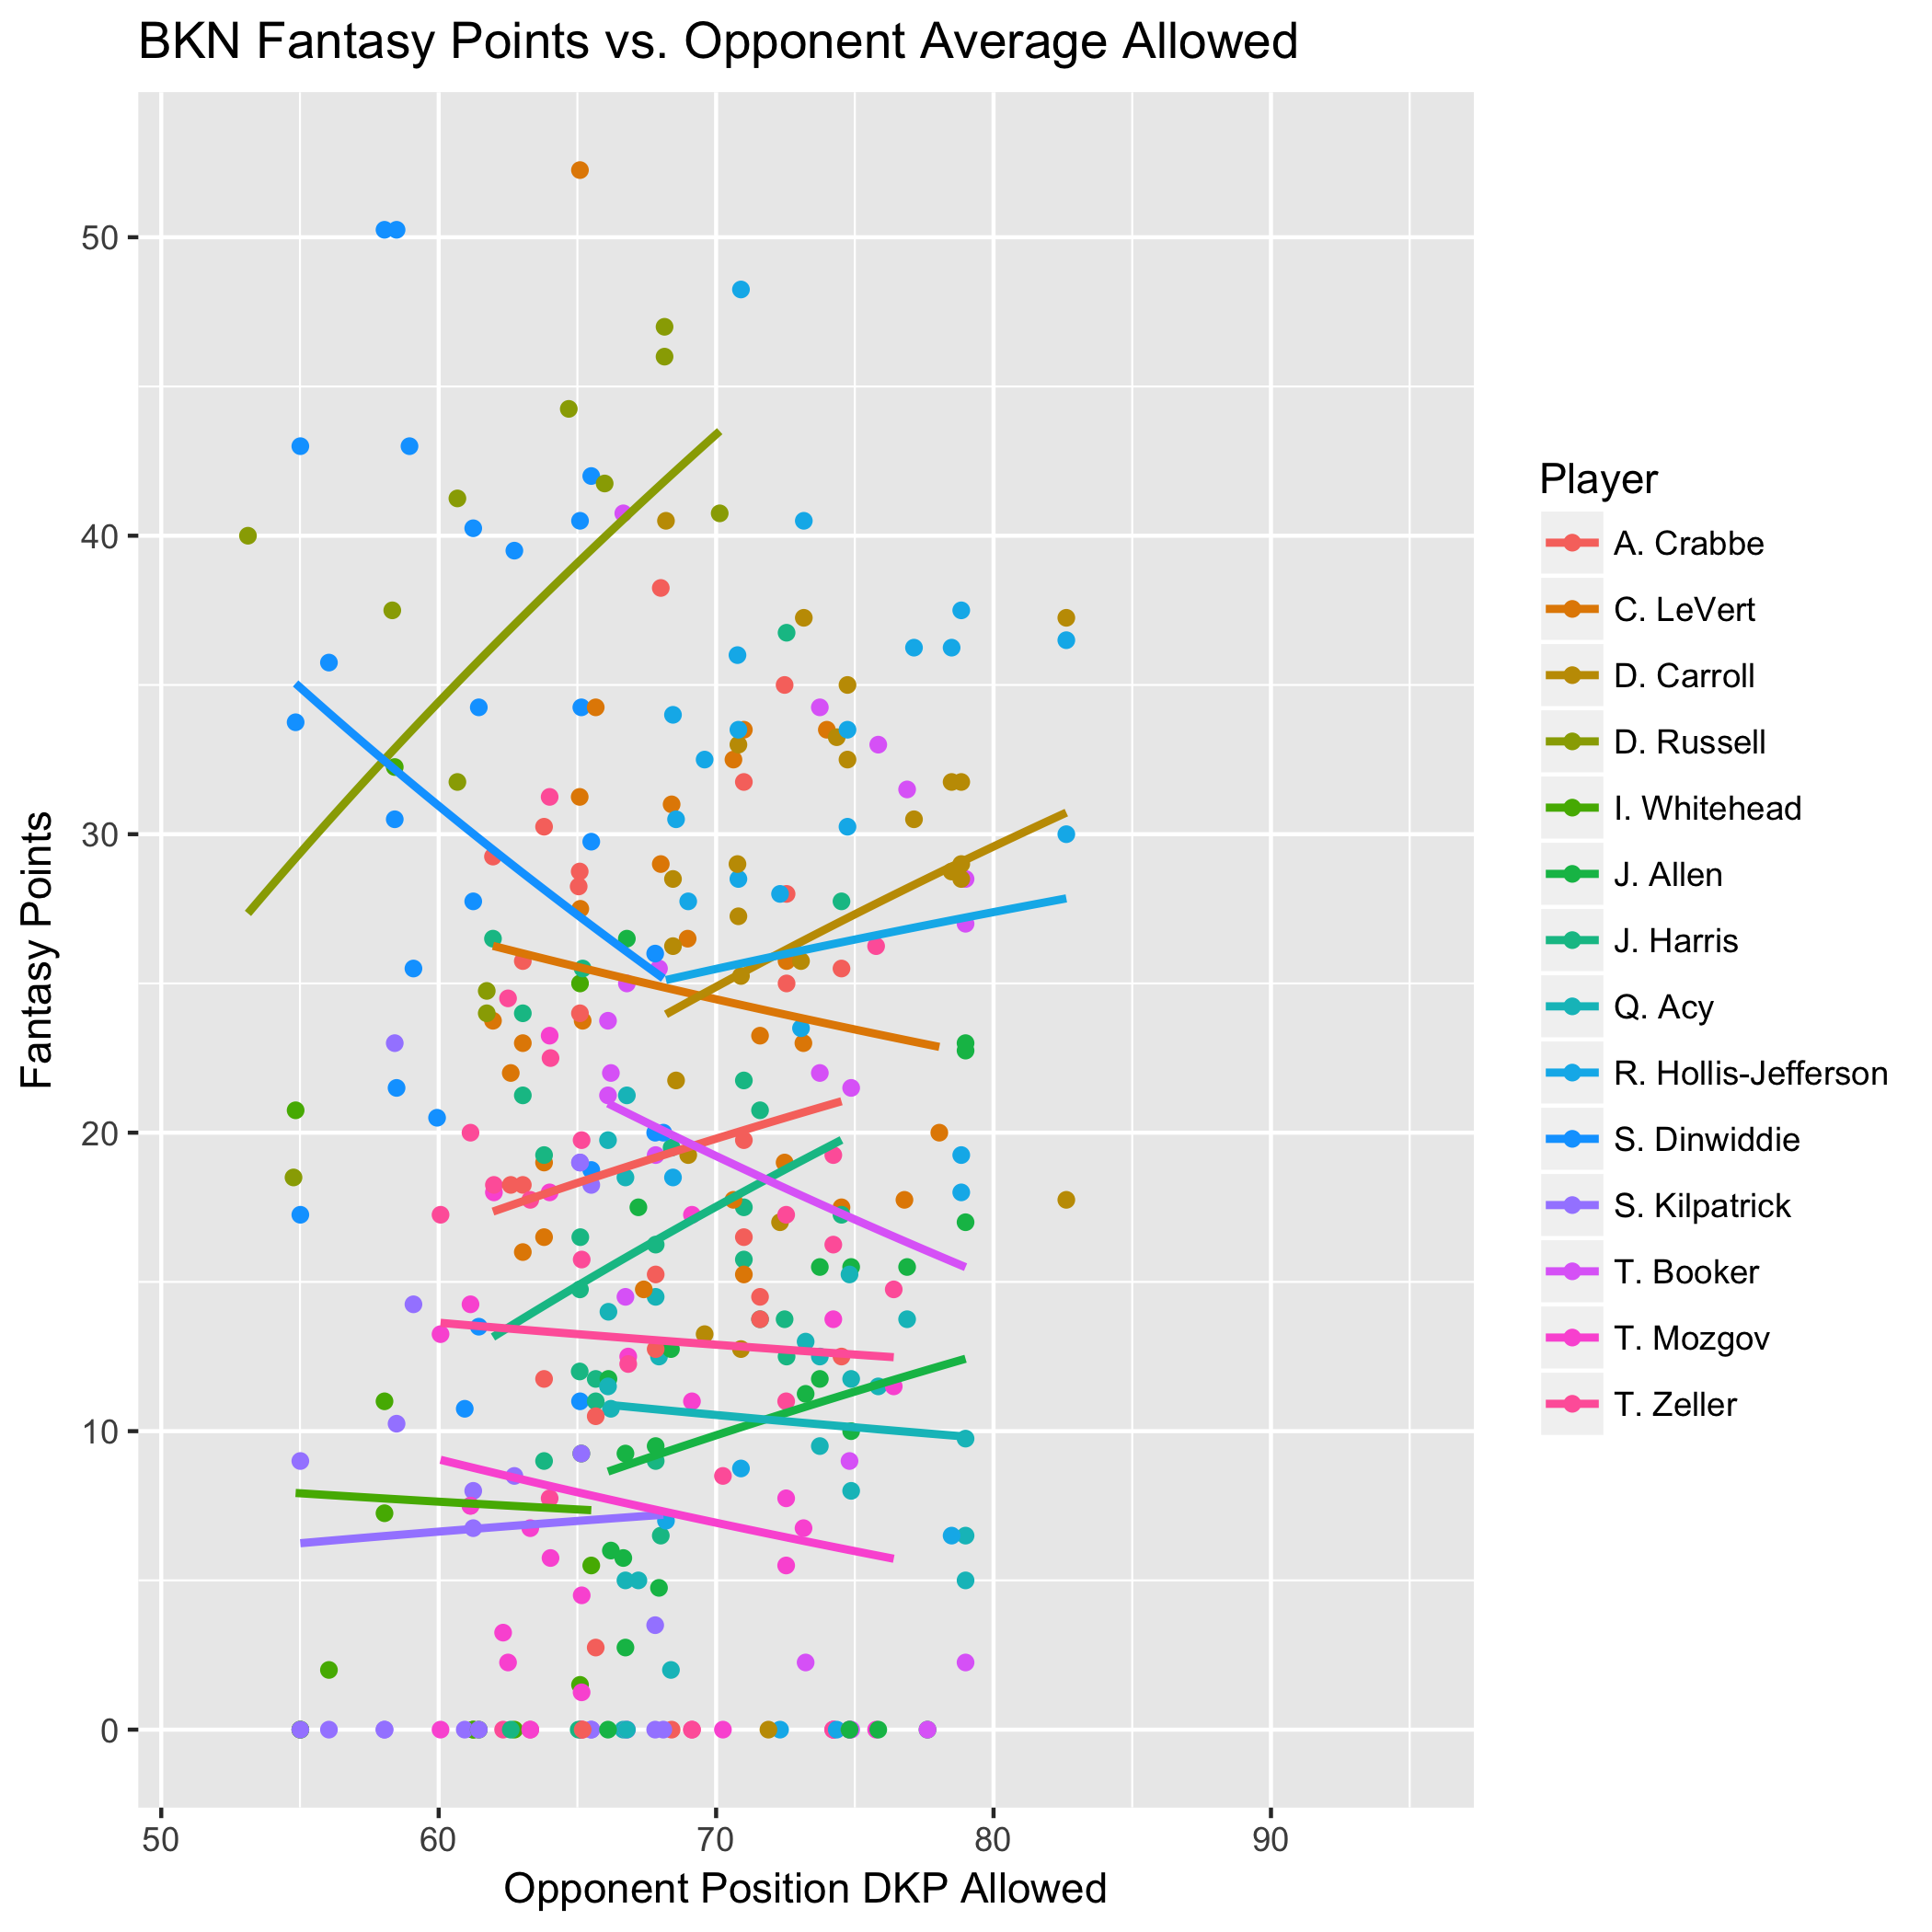 BKN Fantasy Points vs. Opponent Average Allowed
50
40
30
20
10
0
Fantasy Points
50 60 70 80 90
Opponent Position DKP Allowed
Player
A. Crabbe
C. LeVert
D. Carroll
D. Russell
I. Whitehead
J. Allen
J. Harris
Q. Acy
R. Hollis-Jefferson
S. Dinwiddie
S. Kilpatrick
T. Booker
T. Mozgov
T. Zeller